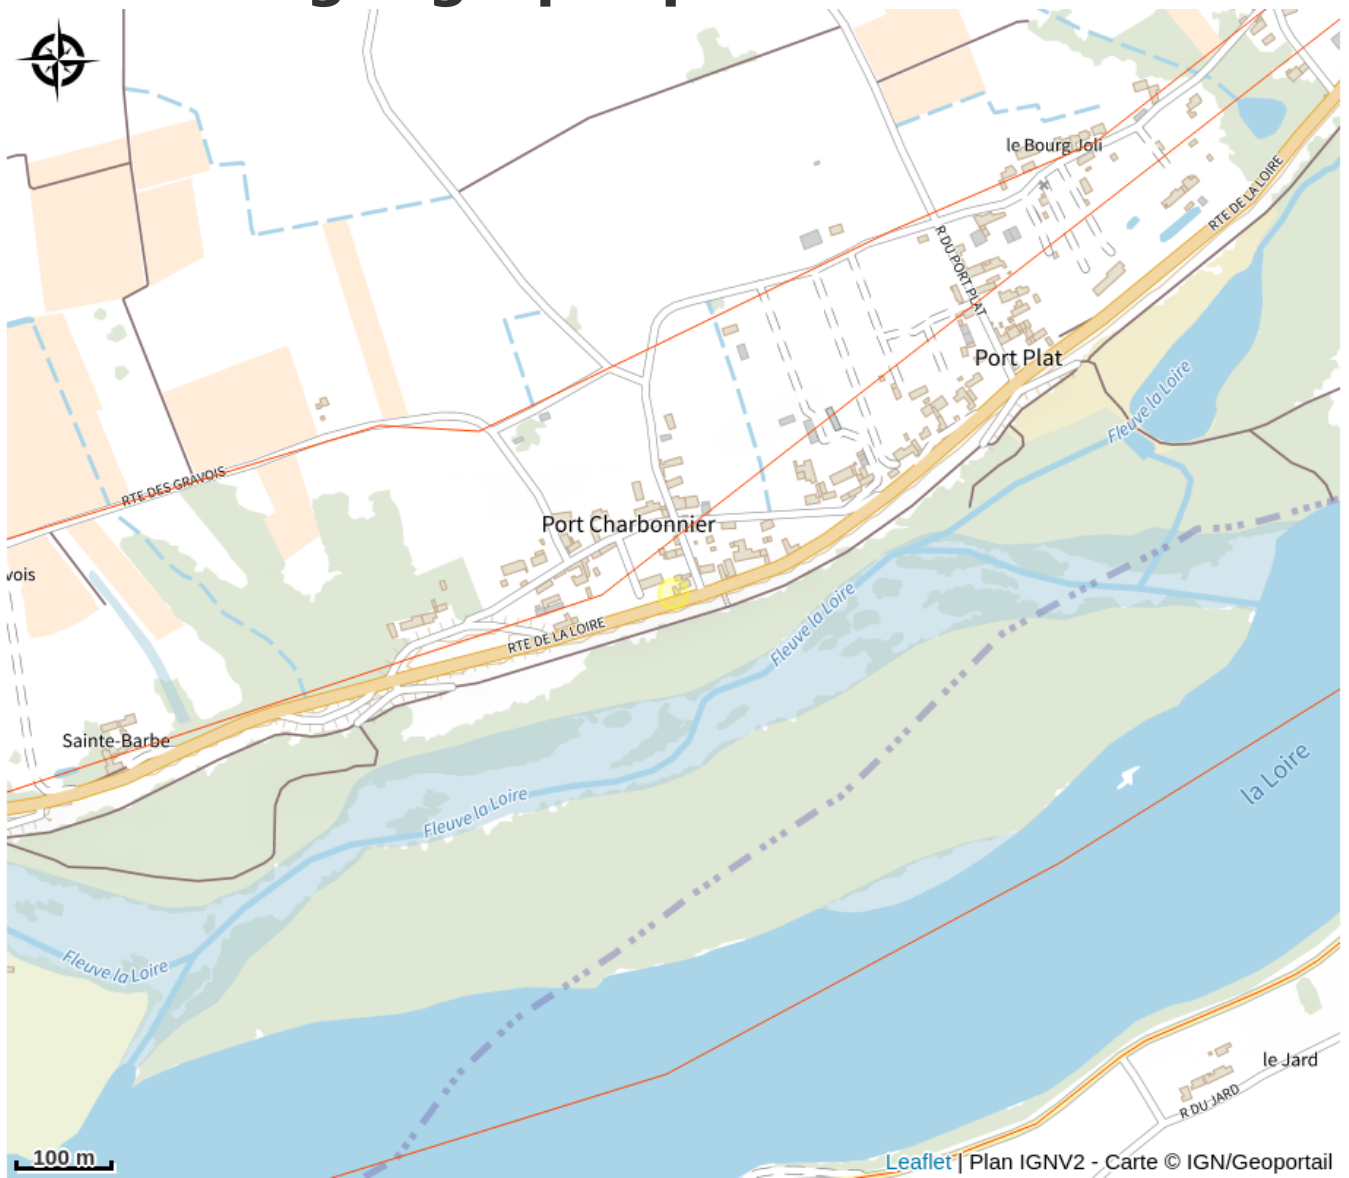 le Bourg Joli
RTE DE LA LOIRE
R DU PORT PLAT
Port Plat
Fleuve la Loire
RTE DES GRAVOIS
Port Charbonnier
vois
Fleuve la Loire
RTE DE LA LOIRE
Sainte-Barbe
la Loire
Fleuve la Loire
Fleuve la Loire
le Jard
R DU JARD
100 m
Leaflet | Plan IGNV2 - Carte © IGN/Geoportail